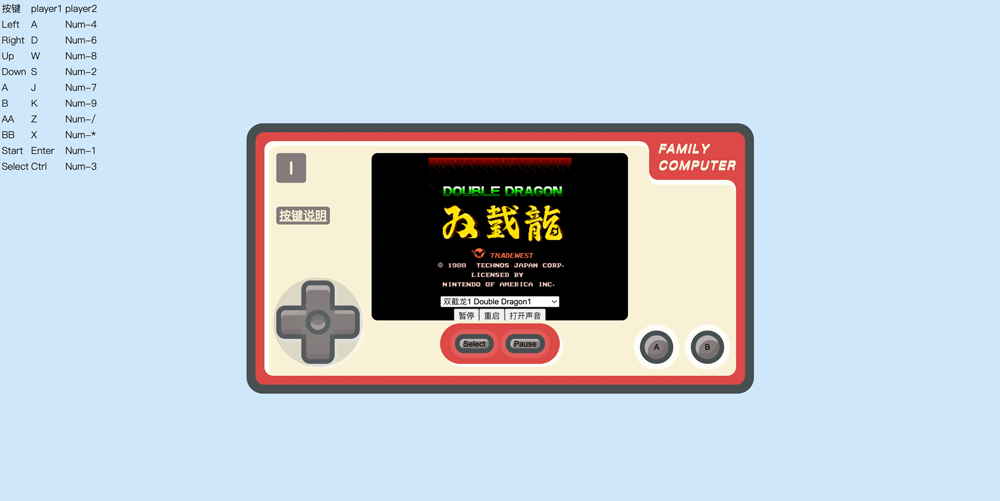 按键 player1 player2
Left A Num-4
Right D Num-6
Up W Num-8
Down S Num-2
A J Num-7
B K Num-9
AA Z Num-/
BB X Num-*
Start Enter Num-1
Select Ctrl Num-3
FAMILY
COMPUTER
I
按键说明
DOUBLE DRAGON
双截龍
TRADEWEST
© 1988 TECHNOS JAPAN CORP.
LICENSED BY
NINTENDO OF AMERICA INC.
双截龙1 Double Dragon1
暂停 重启 打开声音
Select Pause
A B